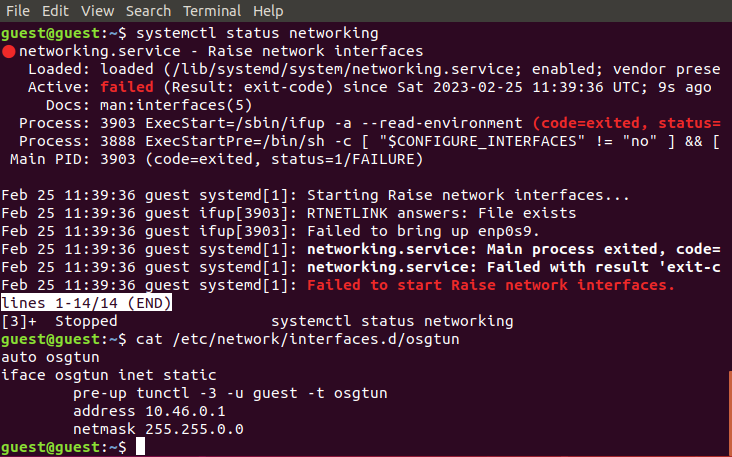 File Edit View Search Terminal Help
guest@guest:~$ systemctl status networking
● networking.service - Raise network interfaces
   Loaded: loaded (/lib/systemd/system/networking.service; enabled; vendor prese
   Active: failed (Result: exit-code) since Sat 2023-02-25 11:39:36 UTC; 9s ago
     Docs: man:interfaces(5)
  Process: 3903 ExecStart=/sbin/ifup -a --read-environment (code=exited, status=
  Process: 3888 ExecStartPre=/bin/sh -c [ "$CONFIGURE_INTERFACES" != "no" ] && [
 Main PID: 3903 (code=exited, status=1/FAILURE)

Feb 25 11:39:36 guest systemd[1]: Starting Raise network interfaces...
Feb 25 11:39:36 guest ifup[3903]: RTNETLINK answers: File exists
Feb 25 11:39:36 guest ifup[3903]: Failed to bring up enp0s9.
Feb 25 11:39:36 guest systemd[1]: networking.service: Main process exited, code=
Feb 25 11:39:36 guest systemd[1]: networking.service: Failed with result 'exit-c
Feb 25 11:39:36 guest systemd[1]: Failed to start Raise network interfaces.
lines 1-14/14 (END)
[3]+  Stopped                 systemctl status networking
guest@guest:~$ cat /etc/network/interfaces.d/osgtun
auto osgtun
iface osgtun inet static
        pre-up tunctl -3 -u guest -t osgtun
        address 10.46.0.1
        netmask 255.255.0.0
guest@guest:~$